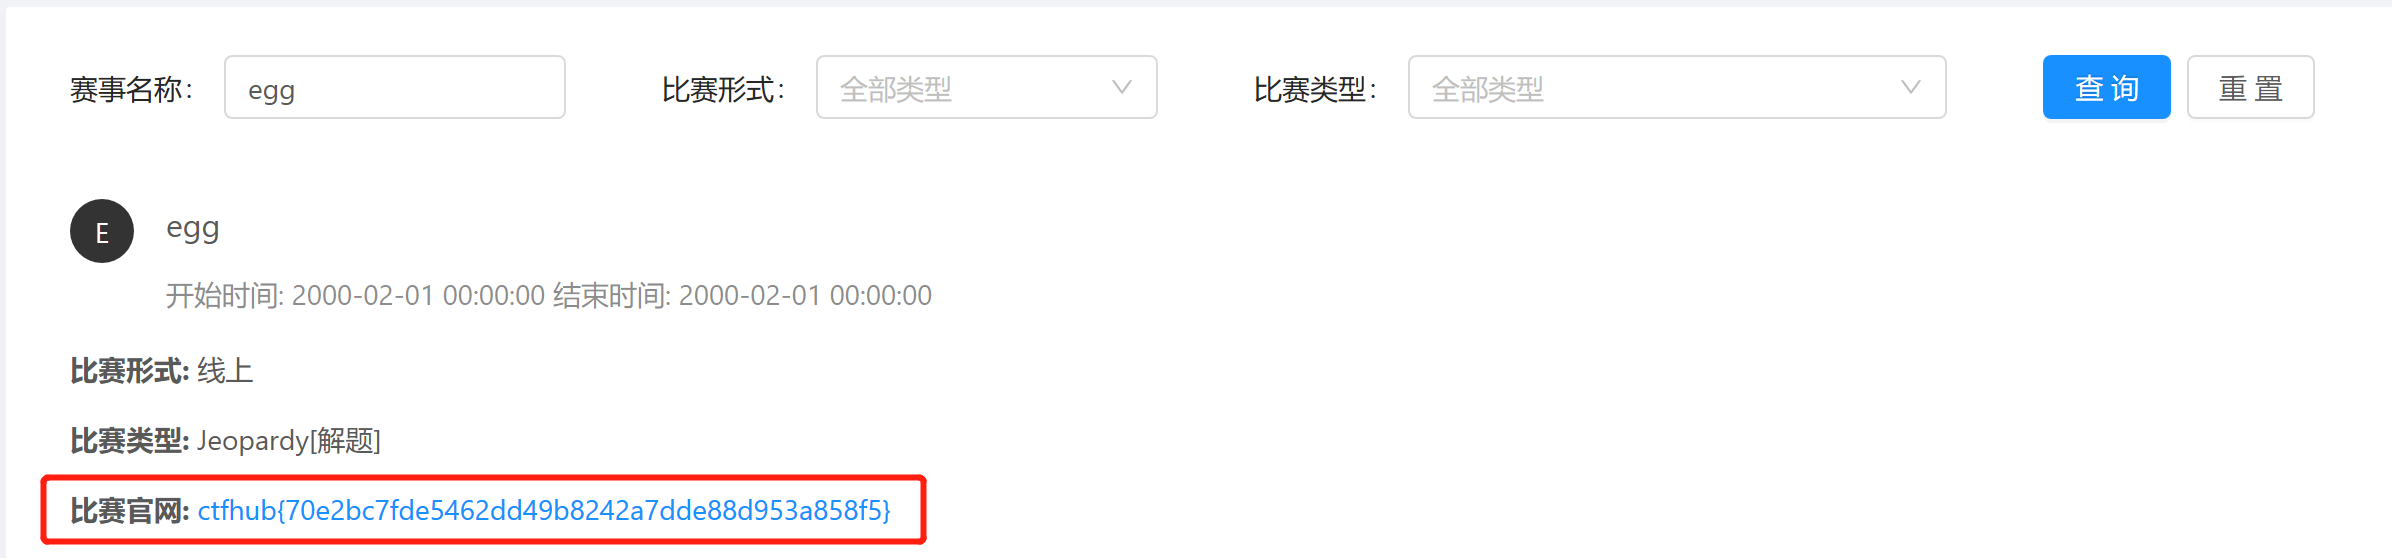 赛事名称: egg 比赛形式: 全部类型 比赛类型: 全部类型 查 询 重 置
E egg
开始时间: 2000-02-01 00:00:00 结束时间: 2000-02-01 00:00:00
比赛形式: 线上
比赛类型: Jeopardy[解题]
比赛官网: ctfhub{70e2bc7fde5462dd49b8242a7dde88d953a858f5}